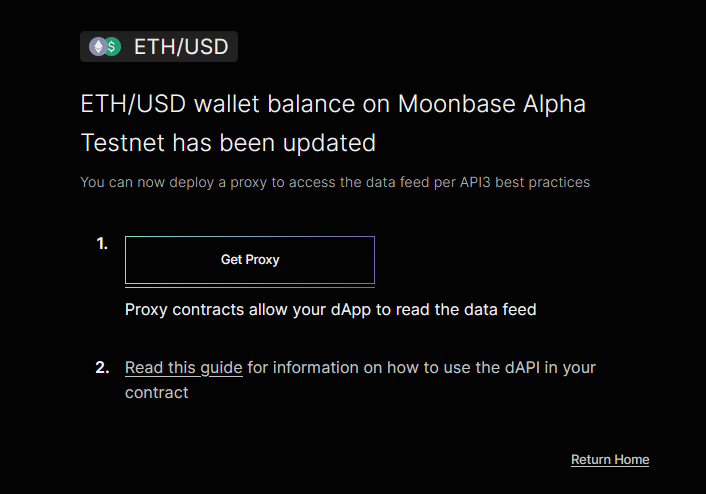 ETH/USD
ETH/USD wallet balance on Moonbase Alpha
Testnet has been updated
You can now deploy a proxy to access the data feed per API3 best practices
1.
Get Proxy
Proxy contracts allow your dApp to read the data feed
2. Read this guide for information on how to use the dAPI in your
contract
Return Home